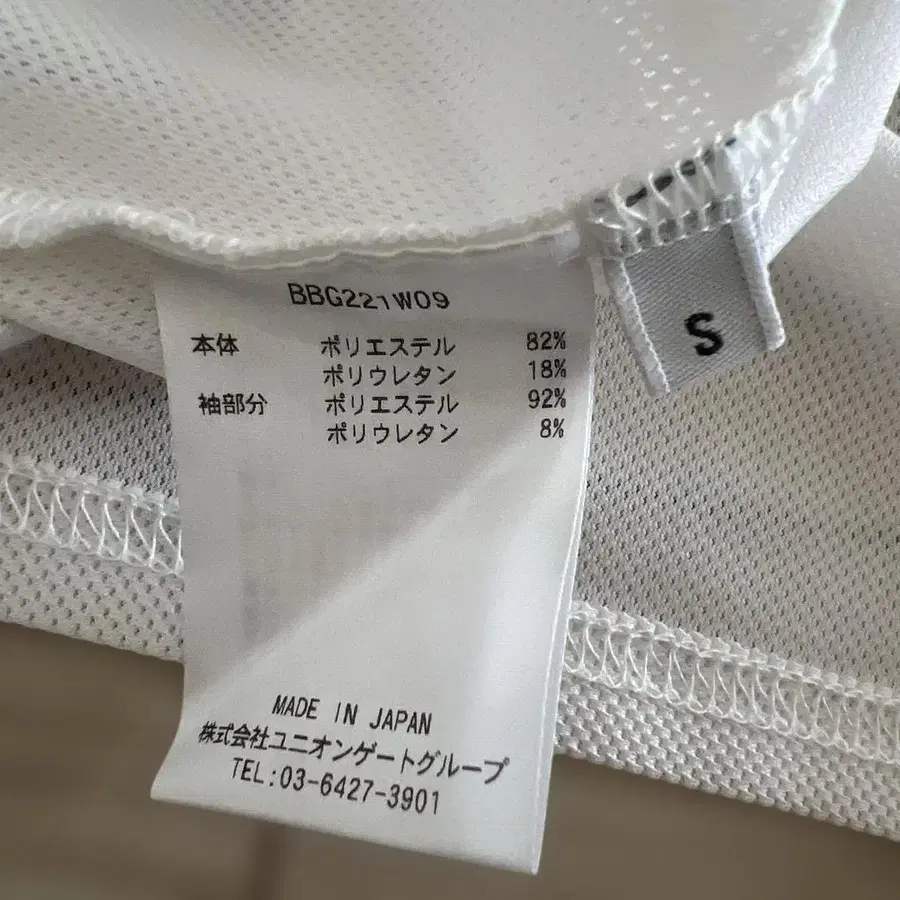 BBG221W09
本体 ポリエステル 82%
ポリウレタン 18%
袖部分 ポリエステル 92%
ポリウレタン 8%
MADE IN JAPAN
株式会社ユニオンゲートグループ
TEL:03-6427-3901
S